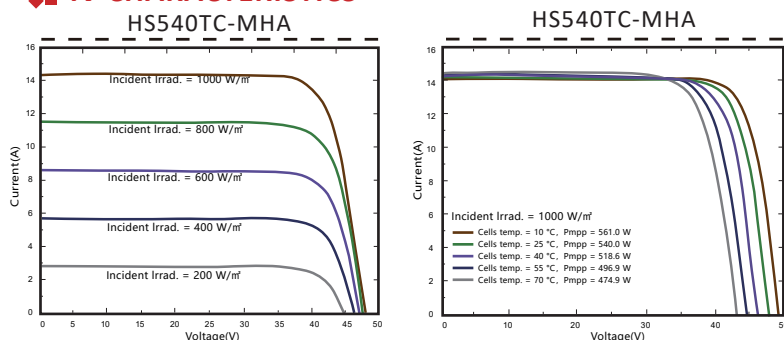 HS540TC-MHA
16
14
12
10
8
6
4
2
0
Current(A)
Incident Irrad. = 1000 W/㎡
Incident Irrad. = 800 W/㎡
Incident Irrad. = 600 W/㎡
Incident Irrad. = 400 W/㎡
Incident Irrad. = 200 W/㎡
0 5 10 15 20 25 30 35 40 45 50
Voltage(V)
HS540TC-MHA
16
14
12
10
8
6
4
2
0
Current(A)
Incident Irrad. = 1000 W/㎡
Cells temp. = 10 °C, Pmpp = 561.0 W
Cells temp. = 25 °C, Pmpp = 540.0 W
Cells temp. = 40 °C, Pmpp = 518.6 W
Cells temp. = 55 °C, Pmpp = 496.9 W
Cells temp. = 70 °C, Pmpp = 474.9 W
0 10 20 30 40
Voltage(V)